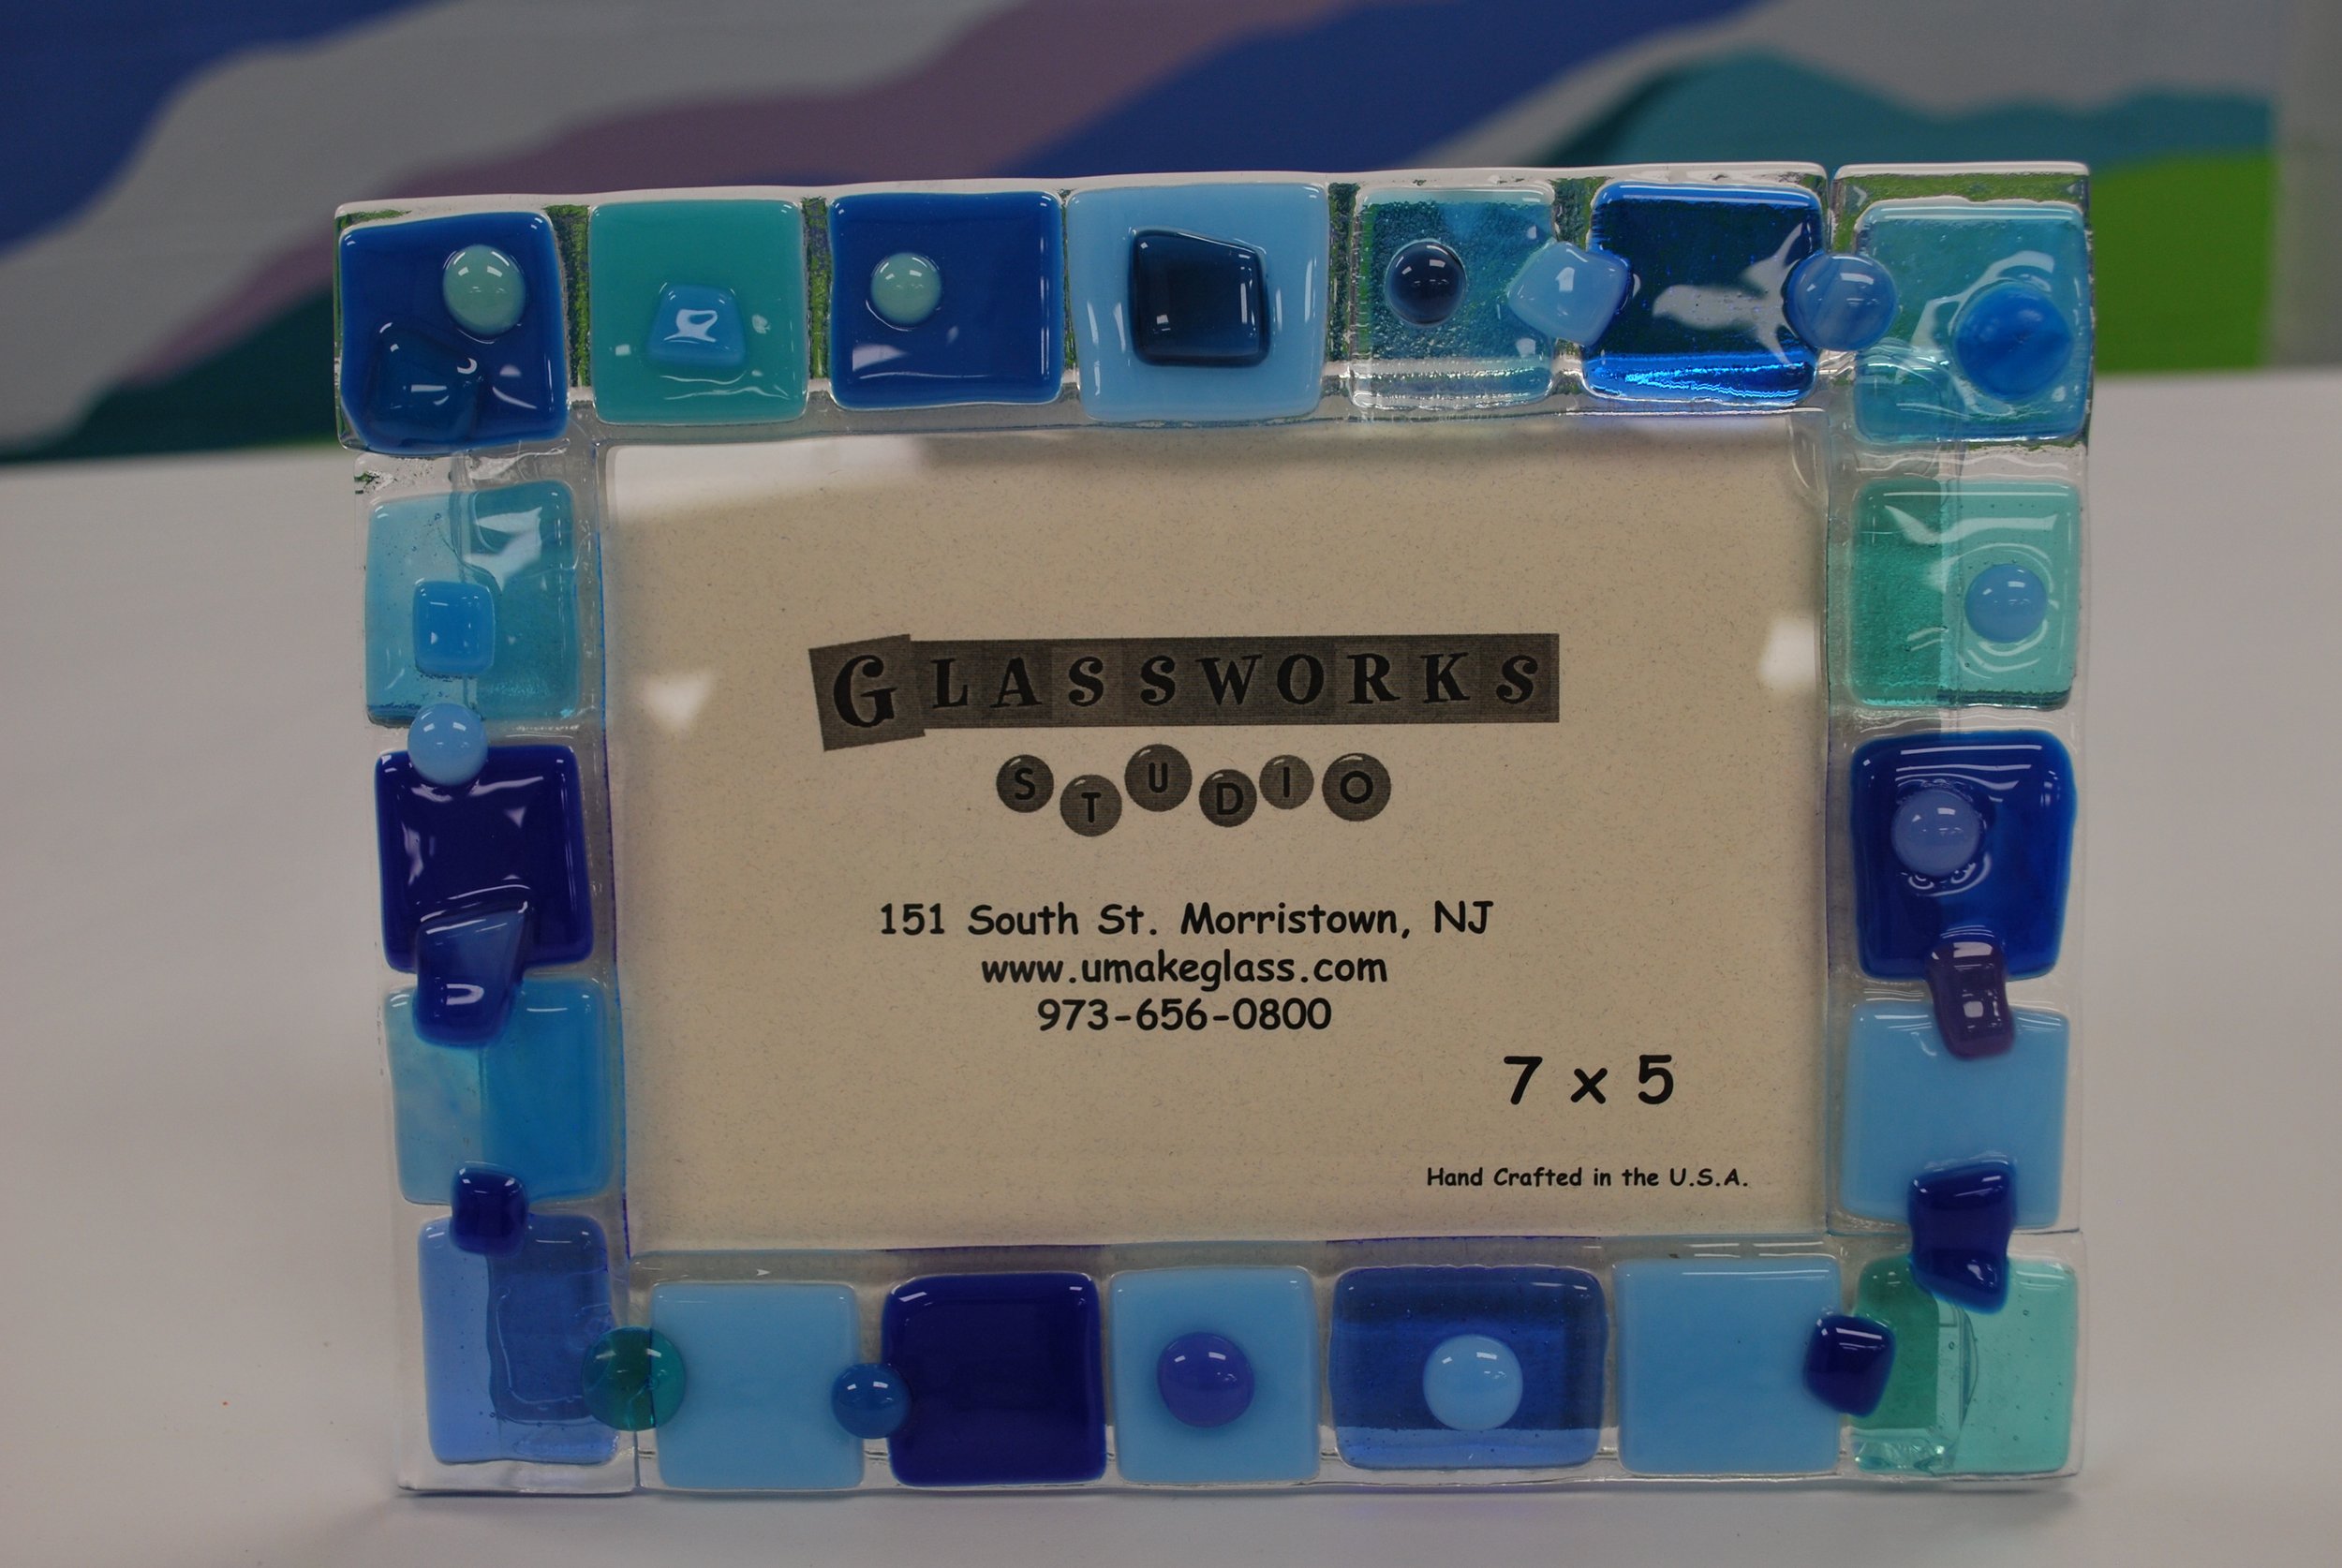 GLASSWORKS
STUDIO
151 South St. Morristown, NJ
www.umakeglass.com
973-656-0800
7 x 5
Hand Crafted in the U.S.A.